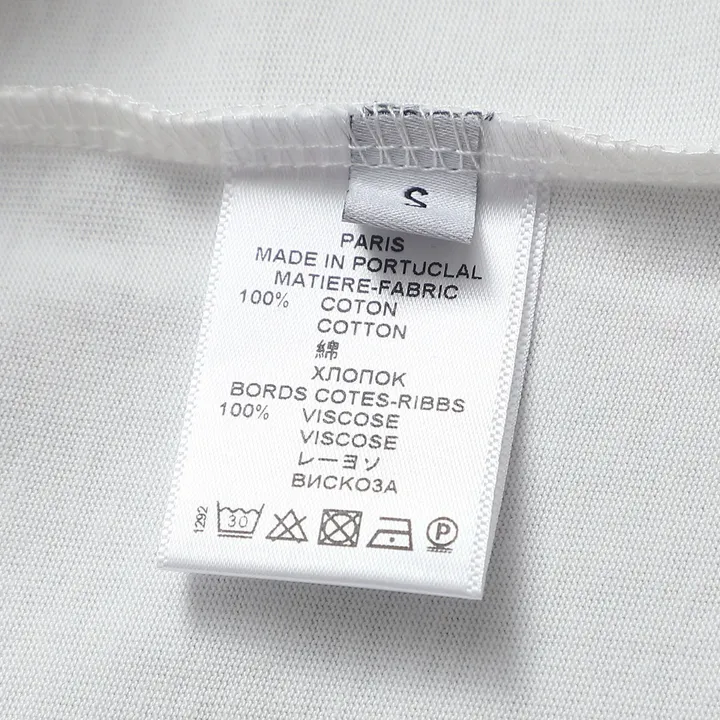 S
PARIS
MADE IN PORTUCLAL
MATIERE-FABRIC
100% COTON
COTTON
綿
ХЛОПОК
BORDS COTES-RIBBS
100% VISCOSE
VISCOSE
レーヨソ
ВИСКОЗА
1292
30
P